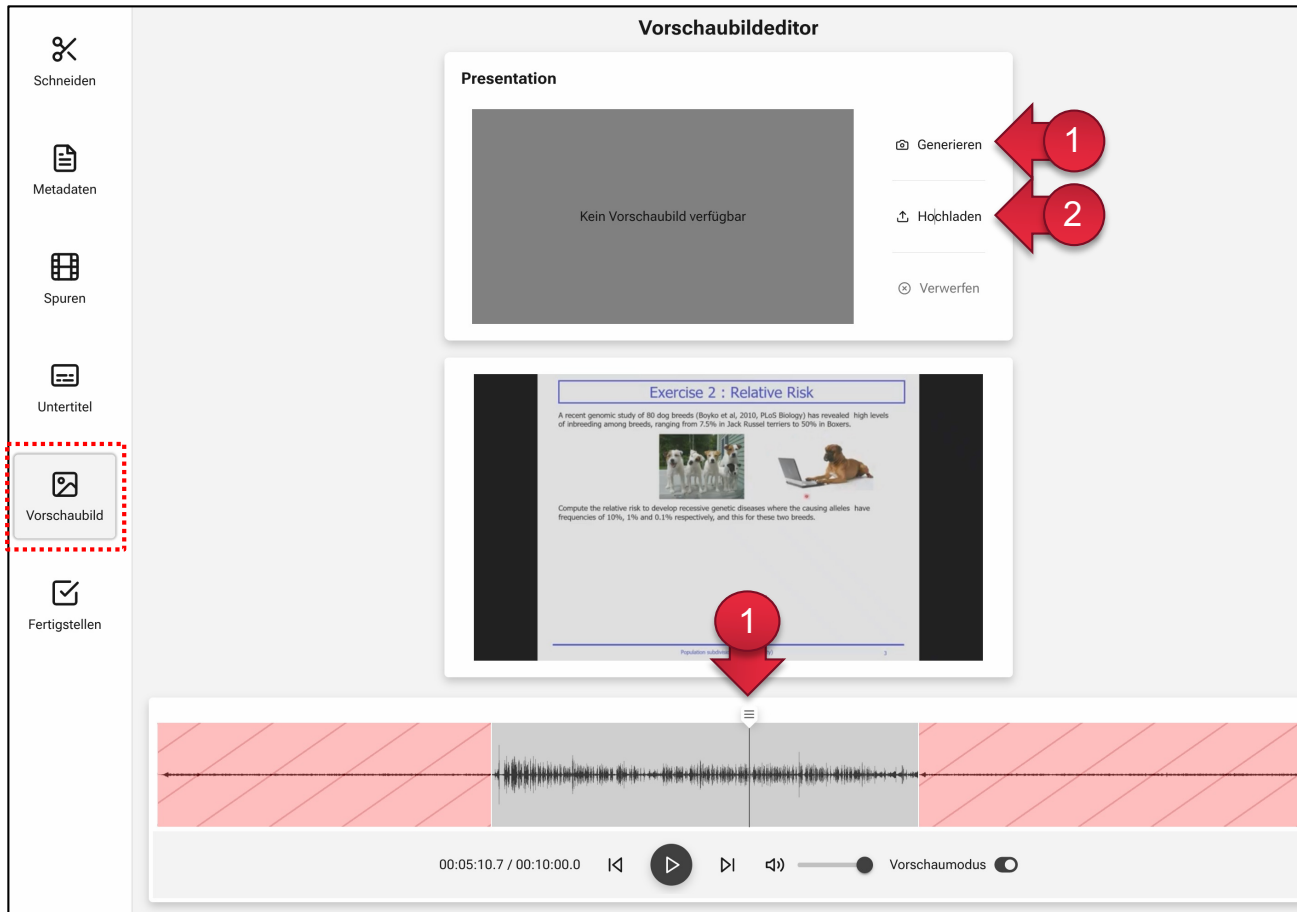 Vorschaubildeditor
Schneiden
Metadaten
Spuren
Untertitel
Vorschaubild
Fertigstellen
Presentation
Kein Vorschaubild verfügbar
Generieren
1
Hochladen
2
Verwerfen
Exercise 2 : Relative Risk
A recent genomic study of 80 dog breeds (Boyko et al, 2010, PLoS Biology) has revealed high levels
of inbreeding among breeds, ranging from 7.5% in Jack Russel terriers to 50% in Boxers.
Compute the relative risk to develop recessive genetic diseases where the causing alleles have
frequencies of 10%, 1% and 0.1% respectively, and this for these two breeds.
1
Population
3
00:05:10.7 / 00:10:00.0
Vorschaumodus